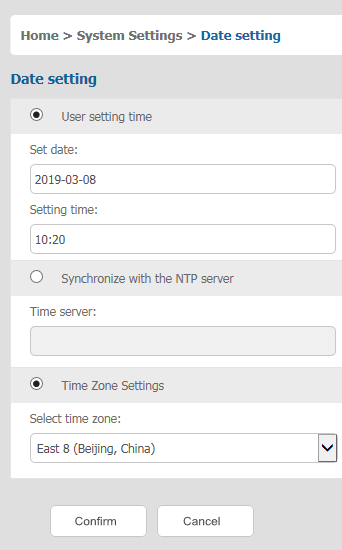 Home > System Settings > Date setting
Date setting
User setting time
Set date:
2019-03-08
Setting time:
10:20
Synchronize with the NTP server
Time server:
Time Zone Settings
Select time zone:
East 8 (Beijing, China)
Confirm Cancel